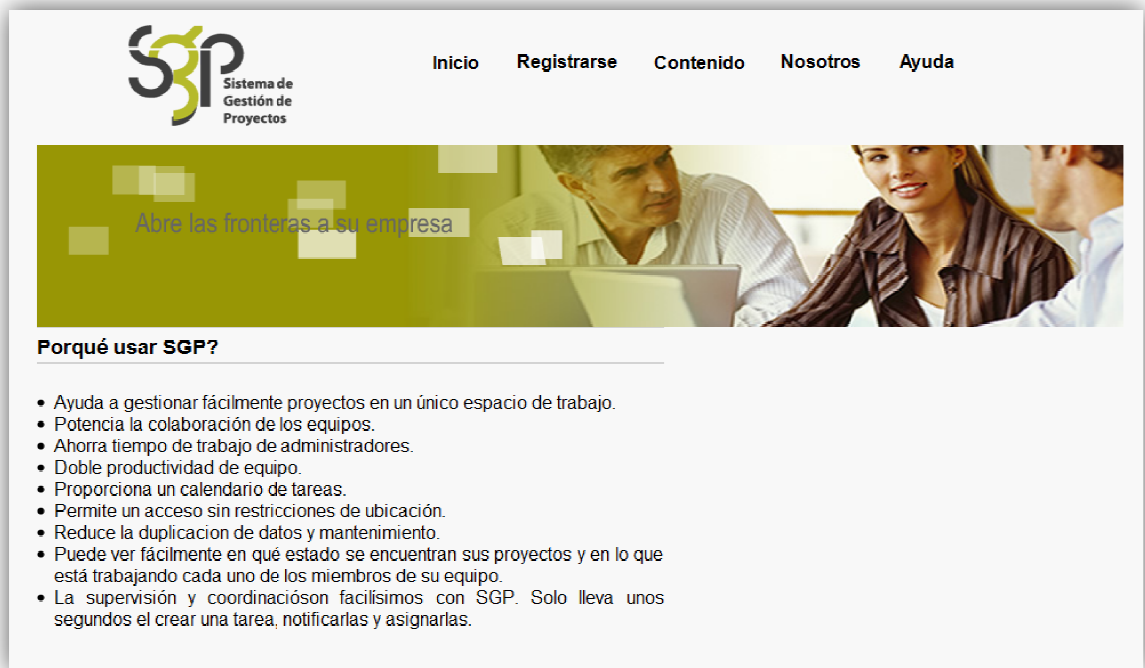 SgP
Sistema de
Gestión de
Proyectos
Inicio Registrarse Contenido Nosotros Ayuda
Abre las fronteras a su empresa
Porqué usar SGP?
• Ayuda a gestionar fácilmente proyectos en un único espacio de trabajo.
• Potencia la colaboración de los equipos.
• Ahorra tiempo de trabajo de administradores.
• Doble productividad de equipo.
• Proporciona un calendario de tareas.
• Permite un acceso sin restricciones de ubicación.
• Reduce la duplicacion de datos y mantenimiento.
• Puede ver fácilmente en qué estado se encuentran sus proyectos y en lo que
está trabajando cada uno de los miembros de su equipo.
• La supervisión y coordinacióson facilísimos con SGP. Solo lleva unos
segundos el crear una tarea, notificarlas y asignarlas.